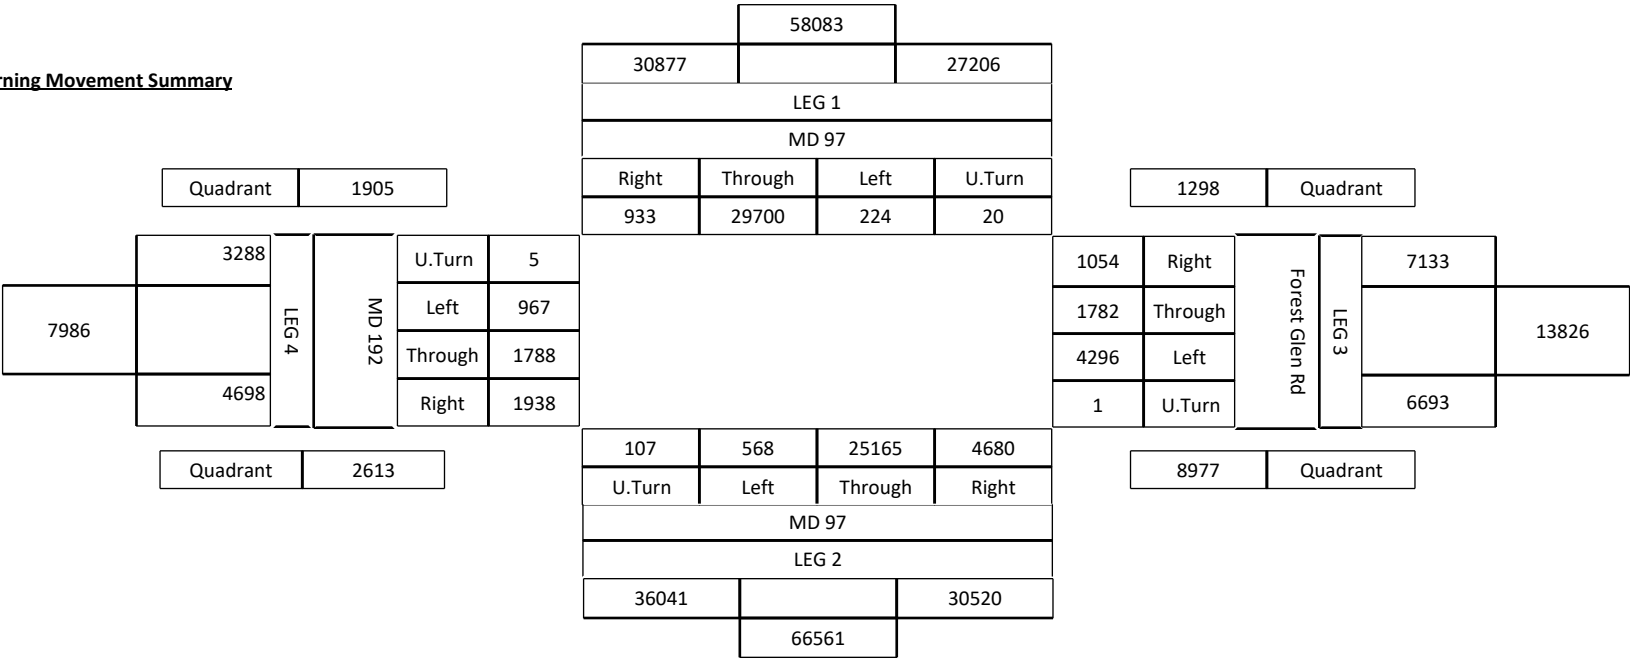 58083
30877 27206
rning Movement Summary
LEG 1
MD 97
Quadrant 1905
Right Through Left U.Turn
1298 Quadrant
933 29700 224 20
3288
LEG 4
MD 192
U.Turn 5
Left 967
Through 1788
Right 1938
7986
4698
1054 Right
1782 Through
4296 Left
1 U.Turn
Forest Glen Rd
LEG 3
7133
13826
6693
Quadrant 2613
107 568 25165 4680
8977 Quadrant
U.Turn Left Through Right
MD 97
LEG 2
36041 30520
66561